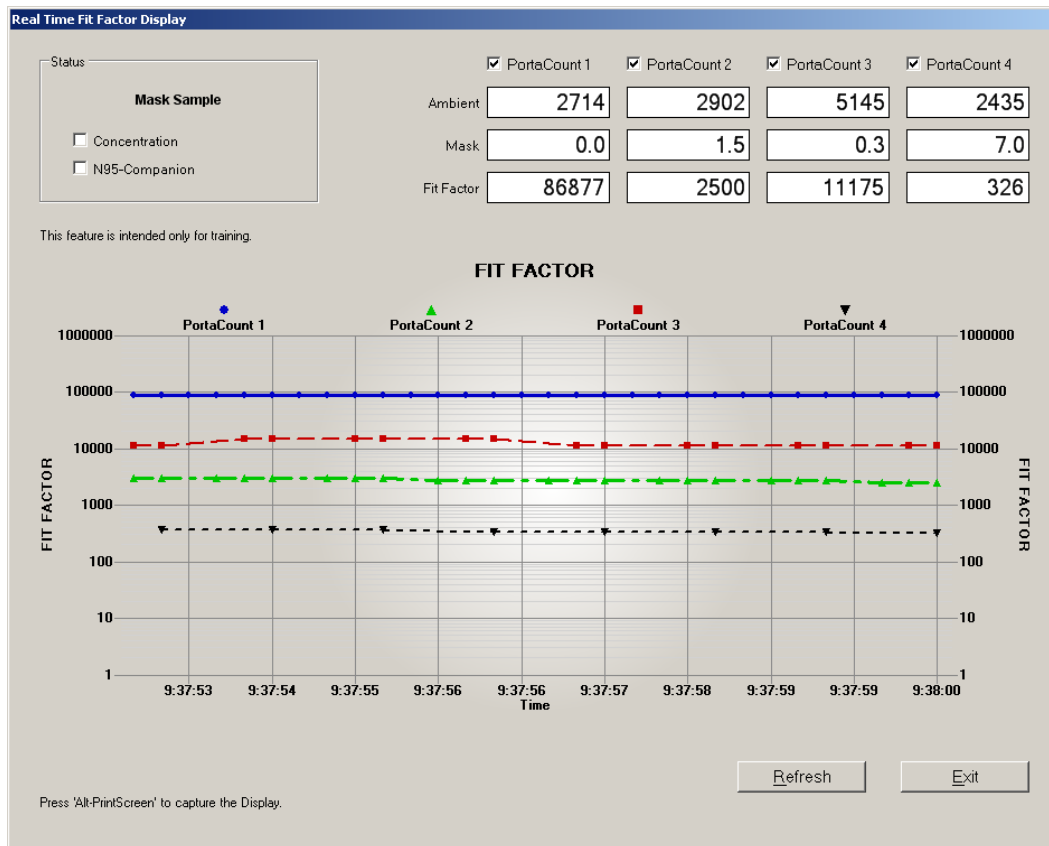 Real Time Fit Factor Display
Status
Mask Sample
Concentration
N95-Companion
PortaCount 1 PortaCount 2 PortaCount 3 PortaCount 4
Ambient 2714 2902 5145 2435
Mask 0.0 1.5 0.3 7.0
Fit Factor 86877 2500 11175 326
This feature is intended only for training.
FIT FACTOR
PortaCount 1 PortaCount 2 PortaCount 3 PortaCount 4
1000000 1000000
100000 100000
10000 10000
FIT FACTOR FIT FACTOR
1000 1000
100 100
10 10
1 1
9:37:53 9:37:54 9:37:55 9:37:56 9:37:56 9:37:57 9:37:58 9:37:59 9:37:59 9:38:00
Time
Refresh Exit
Press 'Alt-PrintScreen' to capture the Display.